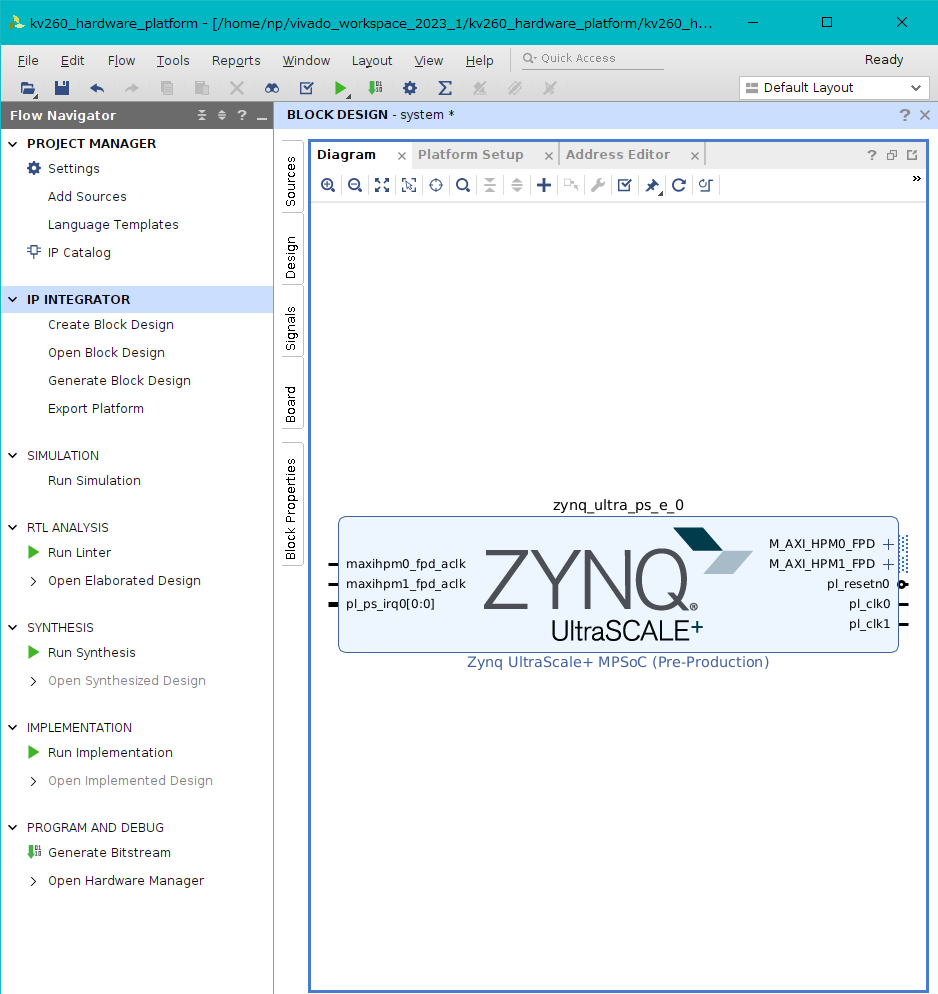 kv260_hardware_platform - [/home/np/vivado_workspace_2023_1/kv260_hardware_platform/kv260_h...
File Edit Flow Tools Reports Window Layout View Help Quick Access Ready
Default Layout
Flow Navigator
PROJECT MANAGER
Settings
Add Sources
Language Templates
IP Catalog
IP INTEGRATOR
Create Block Design
Open Block Design
Generate Block Design
Export Platform
SIMULATION
Run Simulation
RTL ANALYSIS
Run Linter
Open Elaborated Design
SYNTHESIS
Run Synthesis
Open Synthesized Design
IMPLEMENTATION
Run Implementation
Open Implemented Design
PROGRAM AND DEBUG
Generate Bitstream
Open Hardware Manager
BLOCK DESIGN - system *
Sources
Design
Signals
Board
Block Properties
Diagram
Platform Setup
Address Editor
zynq_ultra_ps_e_0
maxihpm0_fpd_aclk
maxihpm1_fpd_aclk
pl_ps_irq0[0:0]
ZYNQ®
UltraSCALE+
M_AXI_HPM0_FPD
M_AXI_HPM1_FPD
pl_resetn0
pl_clk0
pl_clk1
Zynq UltraScale+ MPSoC (Pre-Production)